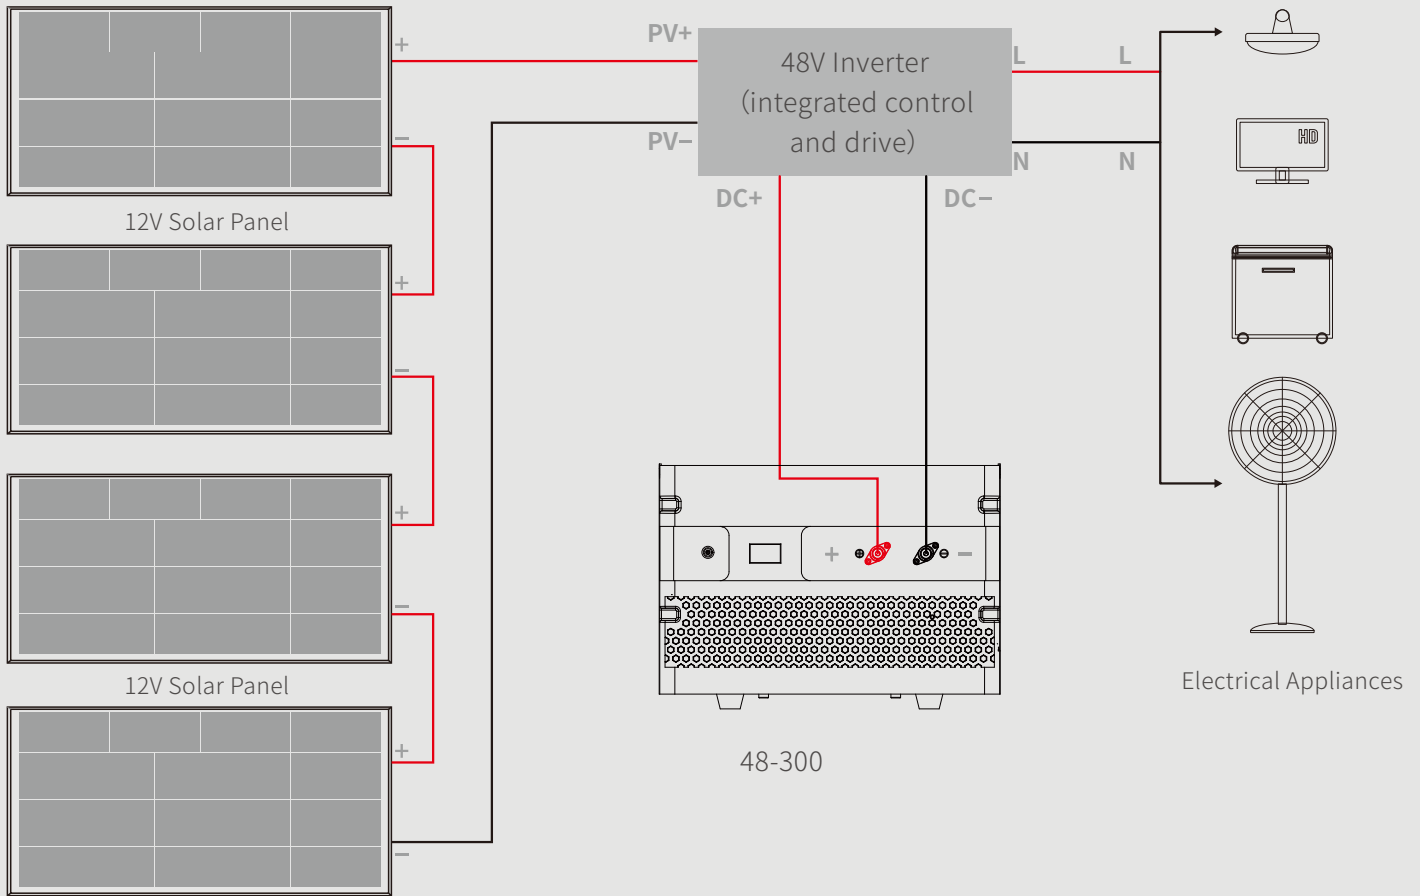 +
−
12V Solar Panel
+
−
+
−
12V Solar Panel
+
−
PV+
PV−
48V Inverter
（integrated control
and drive）
DC+
DC−
L
L
N
N
HD
+
−
48-300
Electrical Appliances